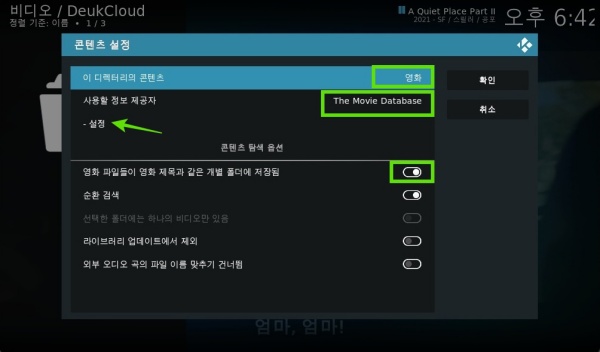 비디오 / DeukCloud
정렬 기준: 이름 • 1 / 3
A Quiet Place Part II
2021 - SF / 스릴러 / 공포
오후 6:42
콘텐츠 설정
이 디렉터리의 콘텐츠 영화
사용할 정보 제공자 The Movie Database
- 설정
콘텐츠 탐색 옵션
영화 파일들이 영화 제목과 같은 개별 폴더에 저장됨
순환 검색
선택한 폴더에는 하나의 비디오만 있음
라이브러리 업데이트에서 제외
외부 오디오 곡의 파일 이름 맞추기 건너뜀
확인
취소
엄마, 엄마!